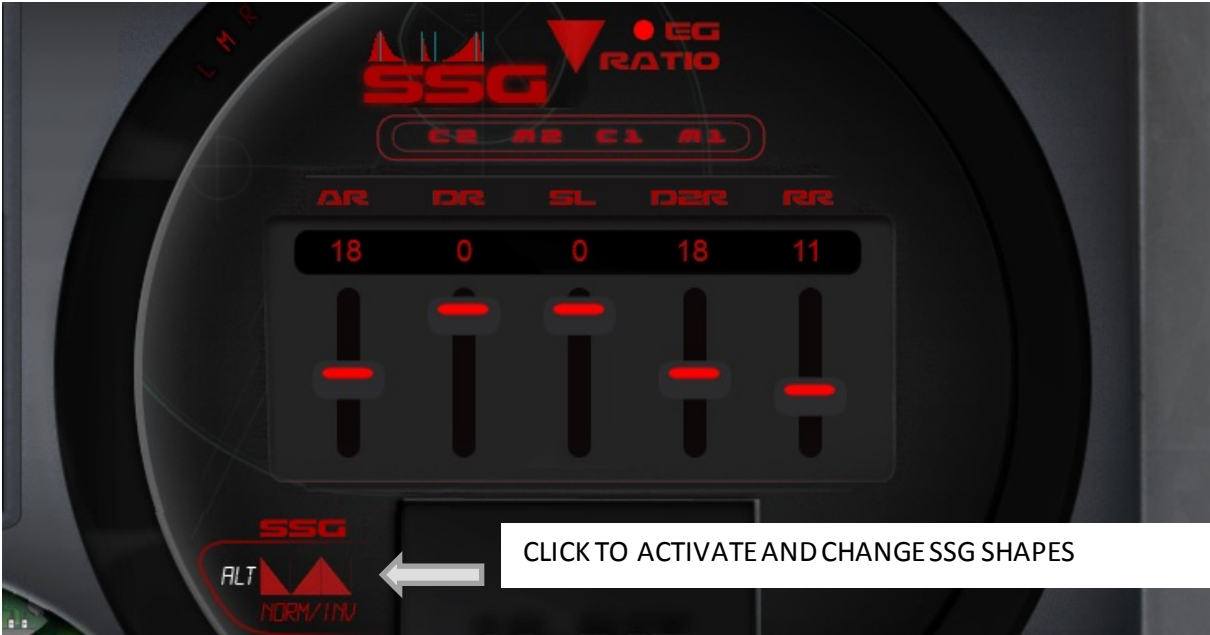 L M R
SSG
EG
RATIO
C2 M2 C1 M1
AR DR SL D2R RR
18 0 0 18 11
SSG
ALT
NORM/INV
CLICK TO ACTIVATE AND CHANGE SSG SHAPES